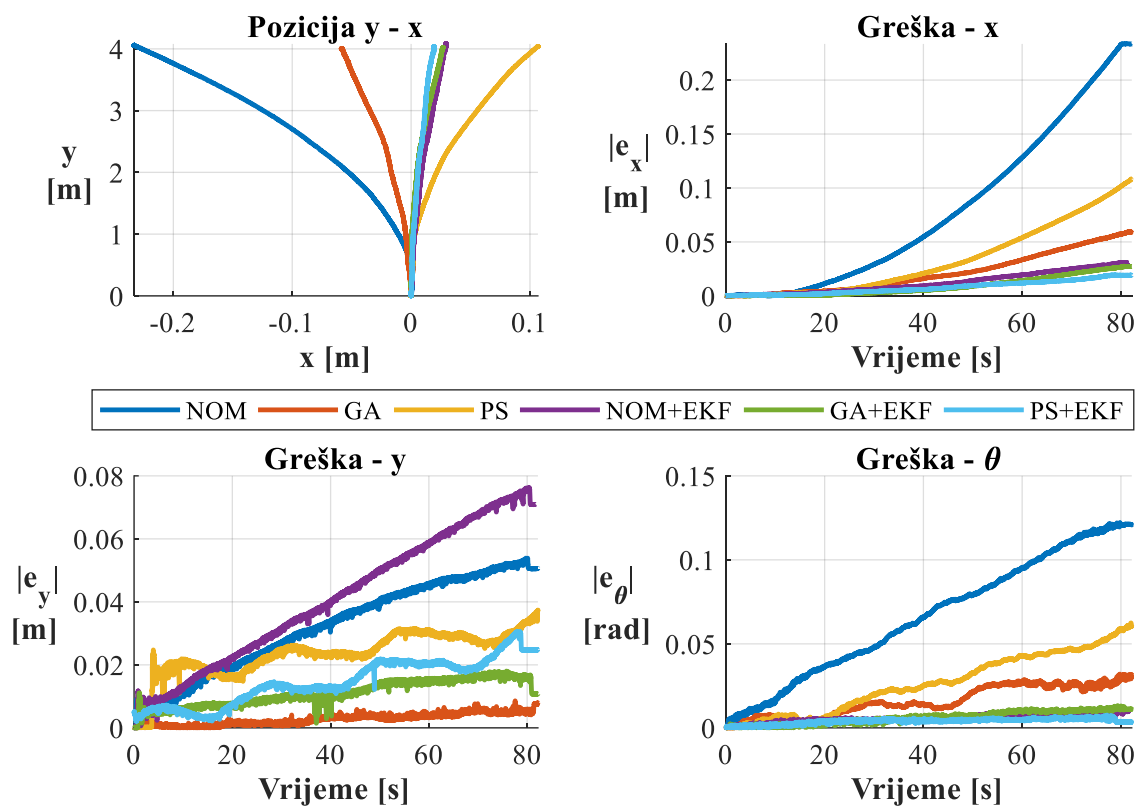 Pozicija y - x
4
3
2
1
0
y
[m]
-0.2 -0.1 0 0.1
x [m]
Greška - x
0.2
0.15
0.1
0.05
0
|e_x|
[m]
0 20 40 60 80
Vrijeme [s]
NOM GA PS NOM+EKF GA+EKF PS+EKF
Greška - y
0.08
0.06
0.04
0.02
0
|e_y|
[m]
0 20 40 60 80
Vrijeme [s]
Greška - θ
0.15
0.1
0.05
0
|e_θ|
[rad]
0 20 40 60 80
Vrijeme [s]